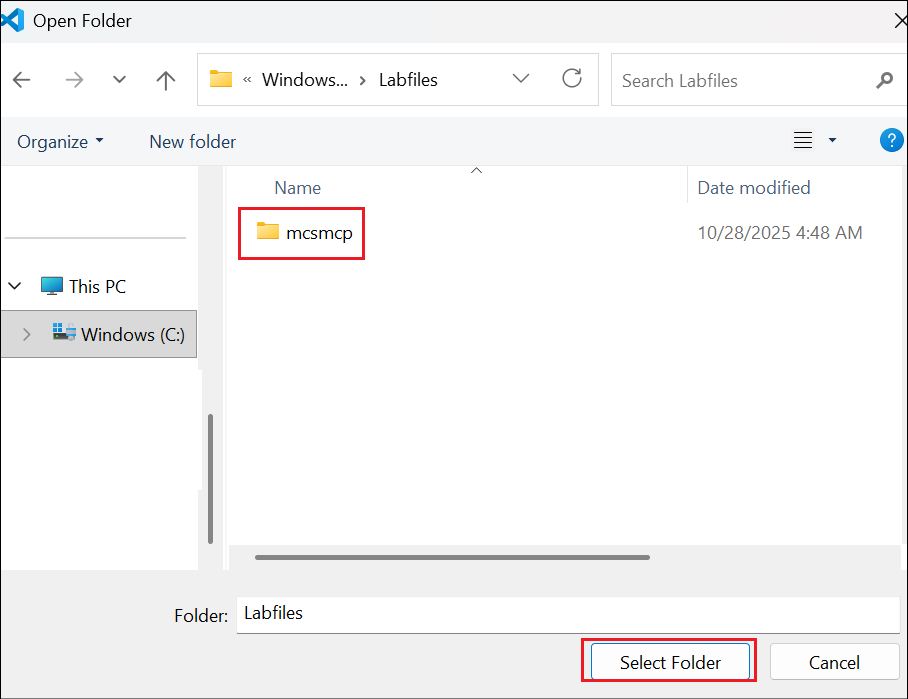 Open Folder
« Windows... › Labfiles
Search Labfiles
Organize
New folder
?
Name
Date modified
mcsmcp
10/28/2025 4:48 AM
This PC
Windows (C:)
Folder:
Labfiles
Select Folder
Cancel